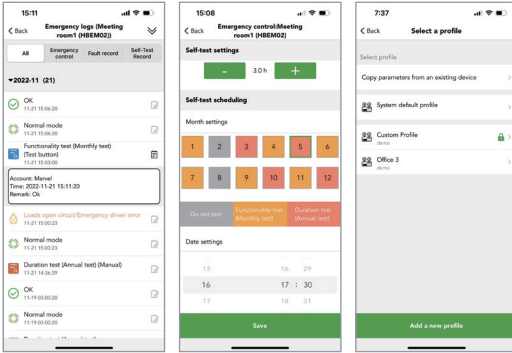 15:11
Emergency logs (Meeting
room1 (HBEM02))
Back
All
Emergency
control
Fault record
Self-Test
Record
2022-11 (21)
OK
11-21 15:06:20
Normal mode
11-21 15:06:20
Functionality test(Monthly test)
(Test button)
11-21 15:03:00
Account: Marvel
Time: 2022-11-21 15:11:20
Remark: Ok
Loads open circuit/Emergency driver error
11-21 15:00:23
Normal mode
11-21 15:00:23
Duration test (Annual test) (Manual)
11-21 14:36:39
OK
11-19 03:00:20
Normal mode
11-19 03:00:20
15:08
Emergency control:Meeting
room1 (HBEM02)
Back
Self-test settings
- 3.0 h +
Self-test scheduling
Month settings
1 2 3 4 5 6
7 8 9 10 11 12
Do not test
Functionality test
(Monthly test)
Duration test
(Annual test)
Date settings
15 16 29
16 17 : 30
17 18 31
Save
7:37
Back
Select a profile
Select profile
Copy parameters from an existing device
System default profile
Custom Profile
demo
Office 3
demo
Add a new profile